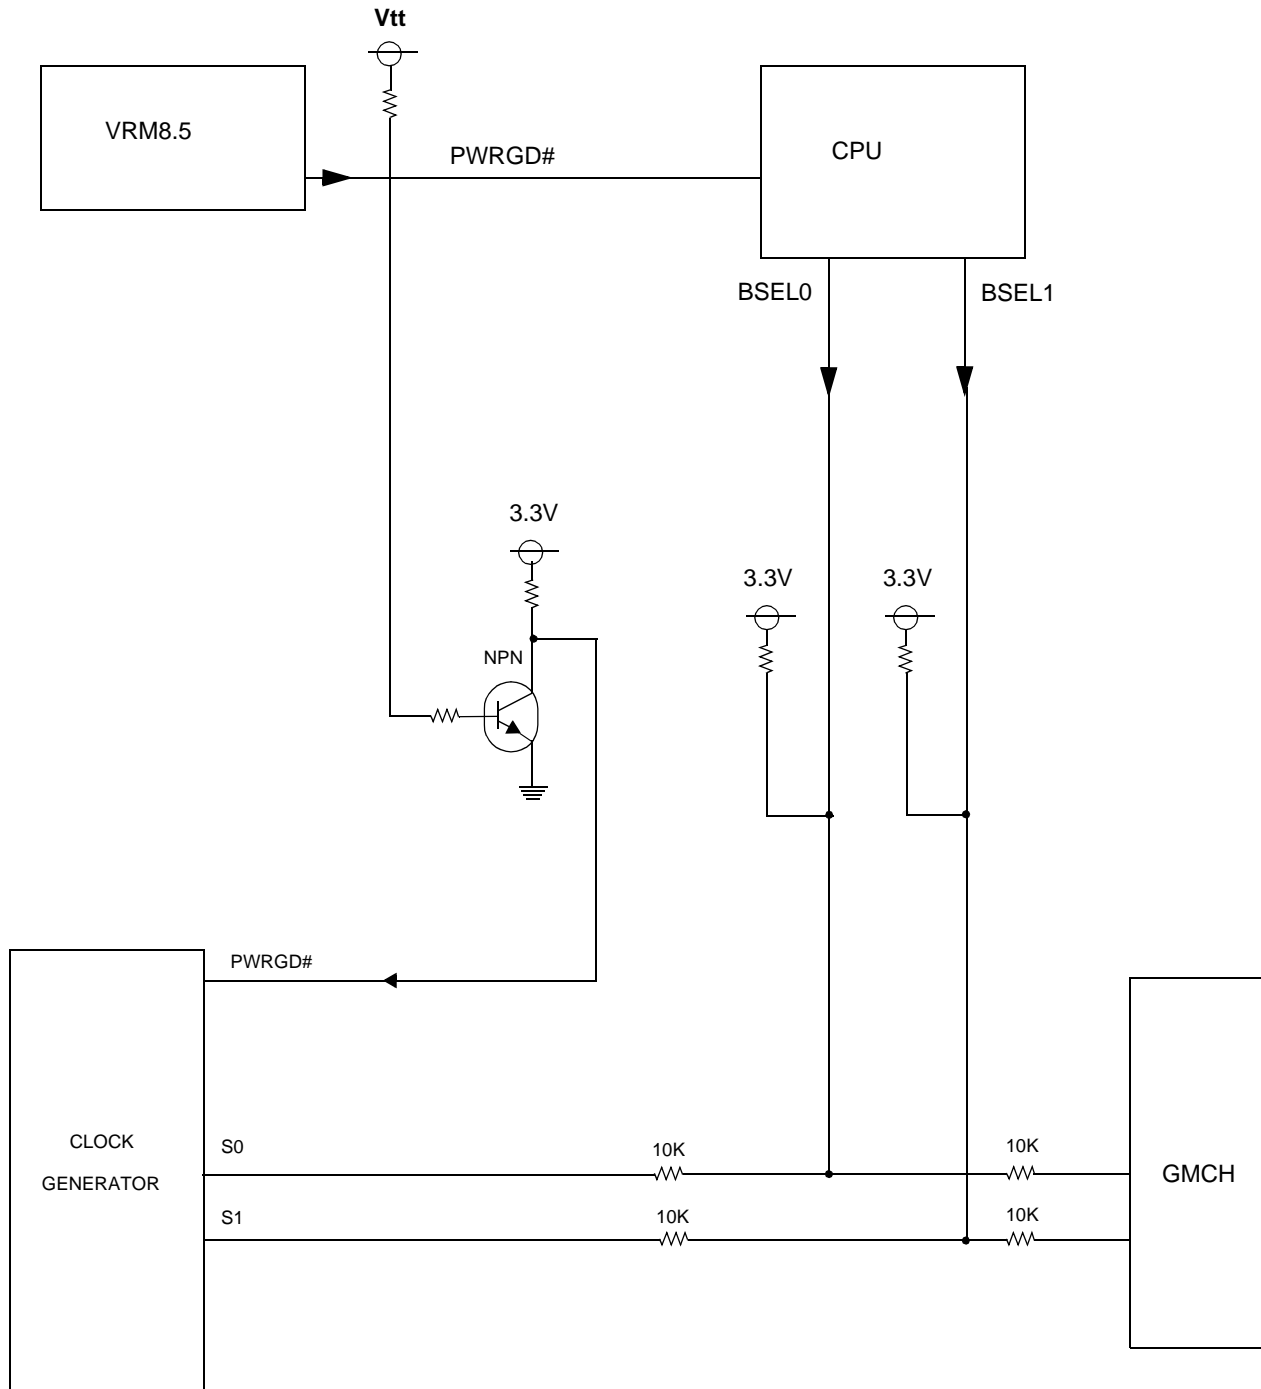 Vtt
VRM8.5
PWRGD#
CPU
BSEL0
BSEL1
3.3V
3.3V
3.3V
NPN
PWRGD#
CLOCK
GENERATOR
S0
10K
10K
GMCH
S1
10K
10K